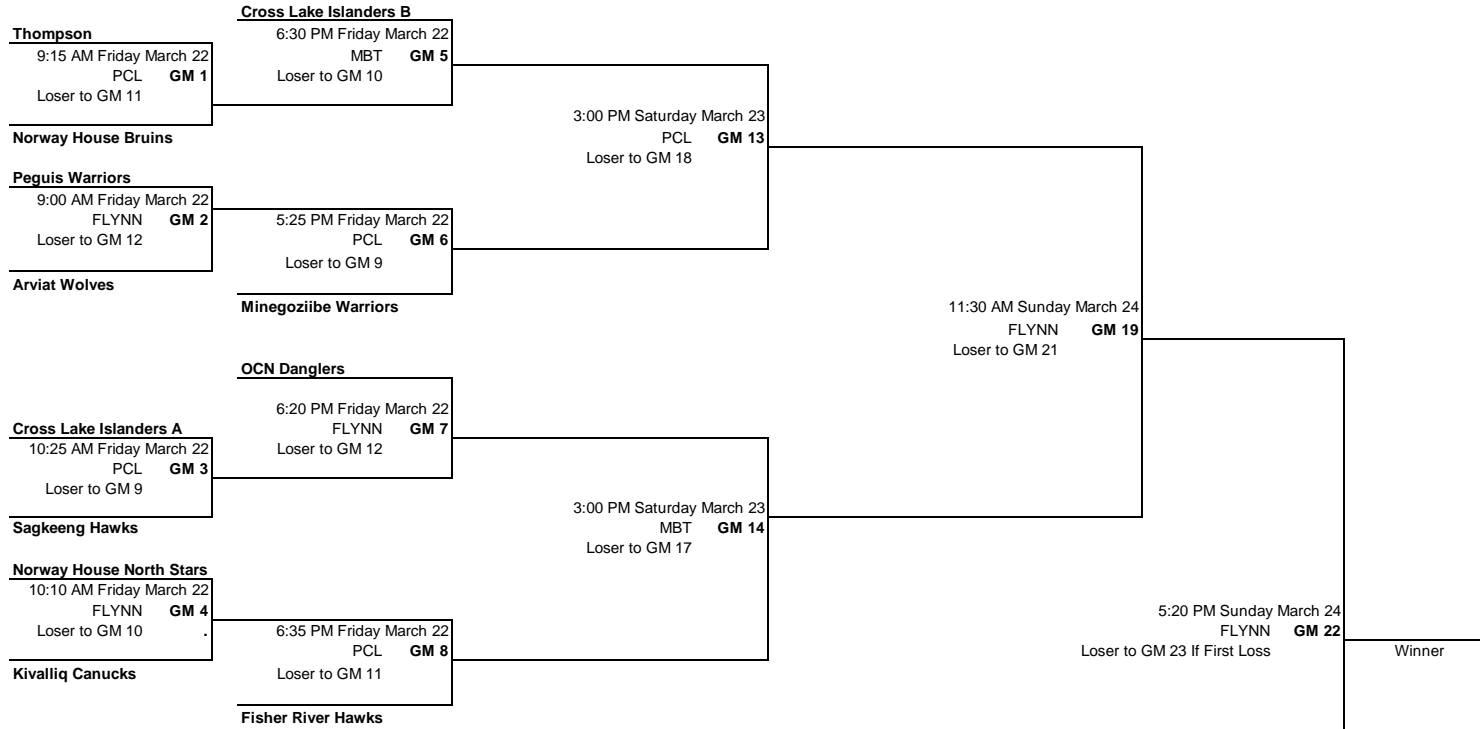 Cross Lake Islanders B
Thompson
6:30 PM Friday March 22
9:15 AM Friday March 22
MBT GM 5
PCL GM 1
Loser to GM 10
Loser to GM 11
3:00 PM Saturday March 23
Norway House Bruins
PCL GM 13
Loser to GM 18
Peguis Warriors
9:00 AM Friday March 22
FLYNN GM 2
5:25 PM Friday March 22
Loser to GM 12
PCL GM 6
Loser to GM 9
Arviat Wolves
Minegoziibe Warriors
11:30 AM Sunday March 24
FLYNN GM 19
Loser to GM 21
OCN Danglers
6:20 PM Friday March 22
Cross Lake Islanders A
FLYNN GM 7
10:25 AM Friday March 22
Loser to GM 12
PCL GM 3
Loser to GM 9
3:00 PM Saturday March 23
Sagkeeng Hawks
MBT GM 14
Loser to GM 17
Norway House North Stars
10:10 AM Friday March 22
FLYNN GM 4
5:20 PM Sunday March 24
Loser to GM 10 .
6:35 PM Friday March 22
FLYNN GM 22
PCL GM 8
Loser to GM 23 If First Loss
Winner
Kivalliq Canucks
Loser to GM 11
Fisher River Hawks